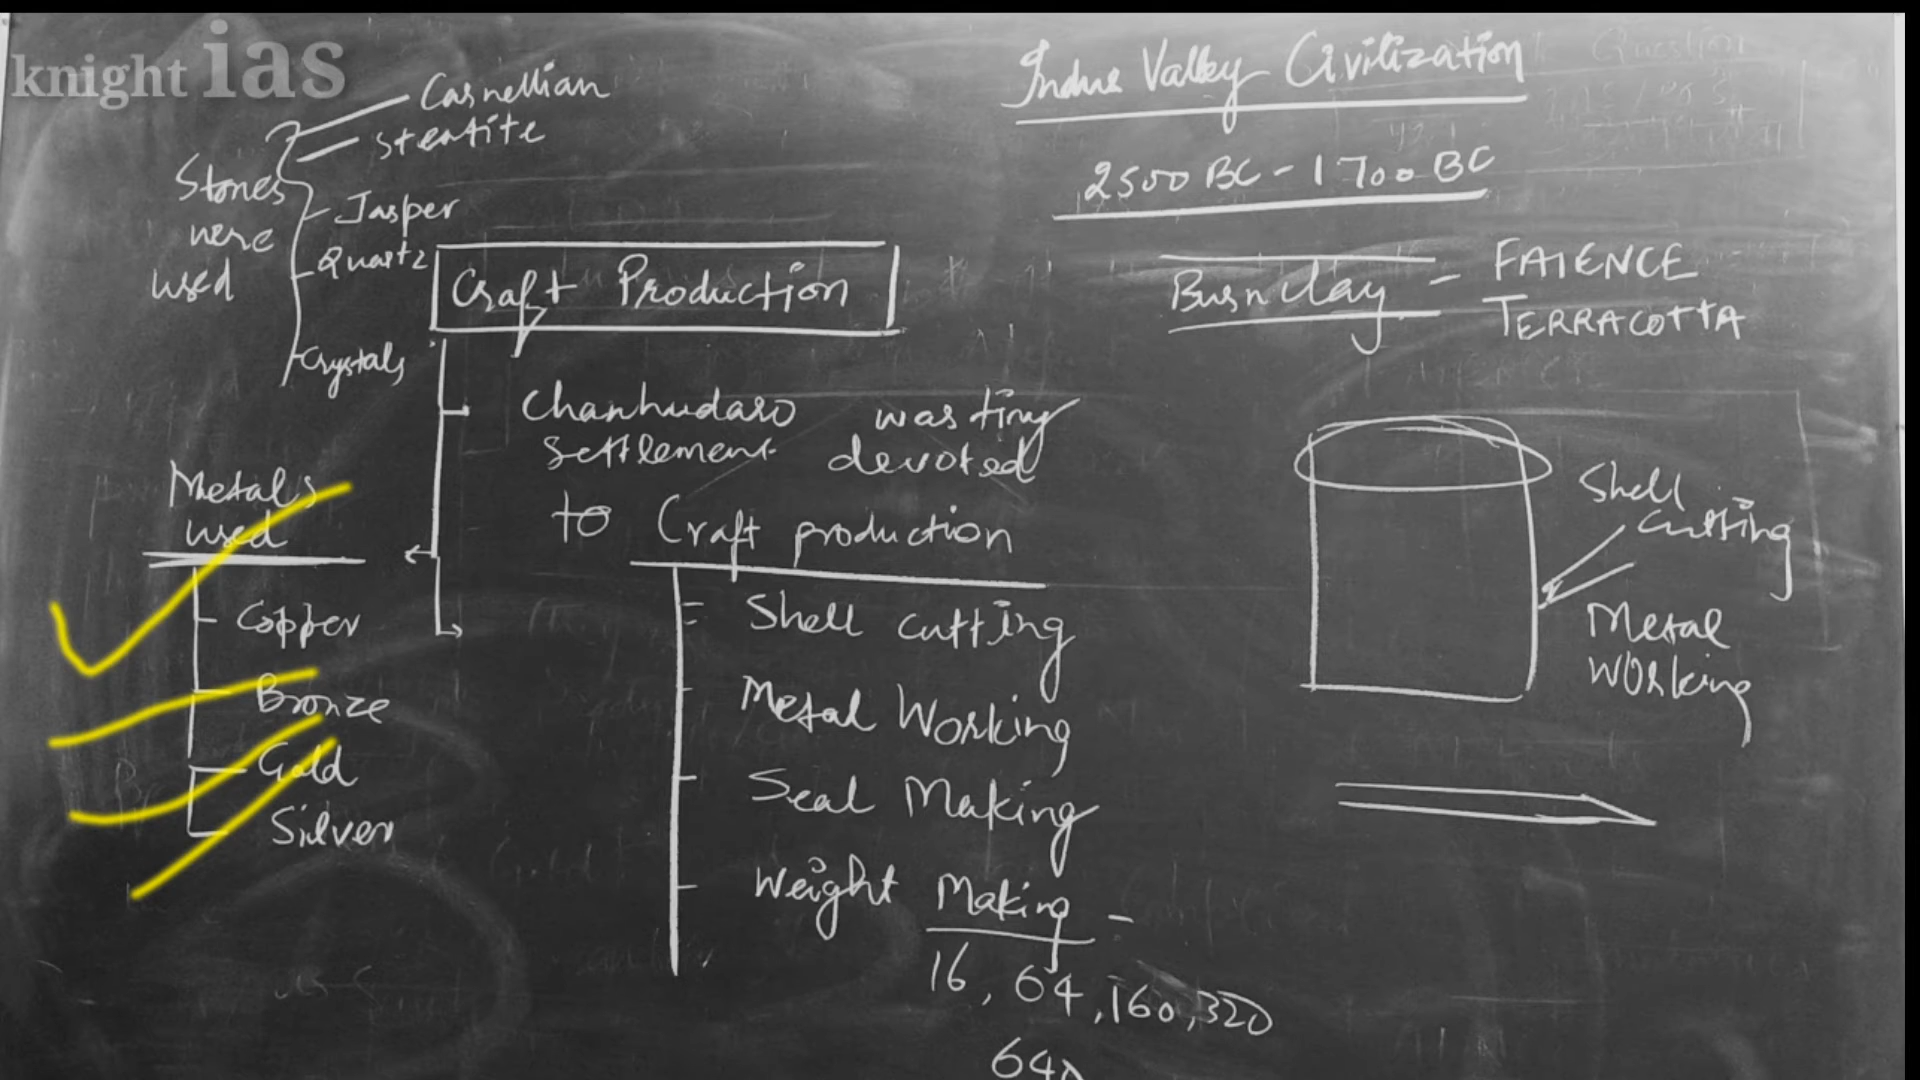 knight ias
Indus Valley Civilization
2500 BC - 1700 BC
Carnellian
steatite
Stones
were
used
Jasper
Quartz
Crystals
Craft Production
Burn Clay - FAIENCE
TERRACOTTA
Chanhudaro was tiny
settlement devoted
to Craft production
Metals
used
Copper
Bronze
Gold
Silver
Shell cutting
Metal Working
Seal Making
Weight Making -
16, 64, 160, 320
640
Shell
cutting
Metal
Working